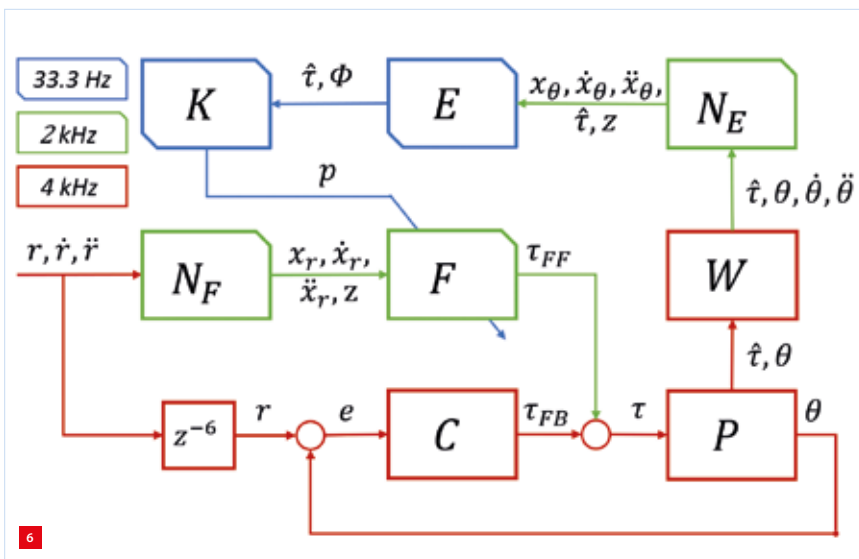 33.3 Hz
2 kHz
4 kHz
K
τ̂, Φ
E
x_θ, ẋ_θ, ẍ_θ,
τ̂, z
N_E
p
τ̂, θ, θ̇, θ̈
r, ṙ, r̈
N_F
x_r, ẋ_r,
ẍ_r, z
F
τ_FF
W
τ̂, θ
z⁻⁶
r
e
C
τ_FB
τ
P
θ
6